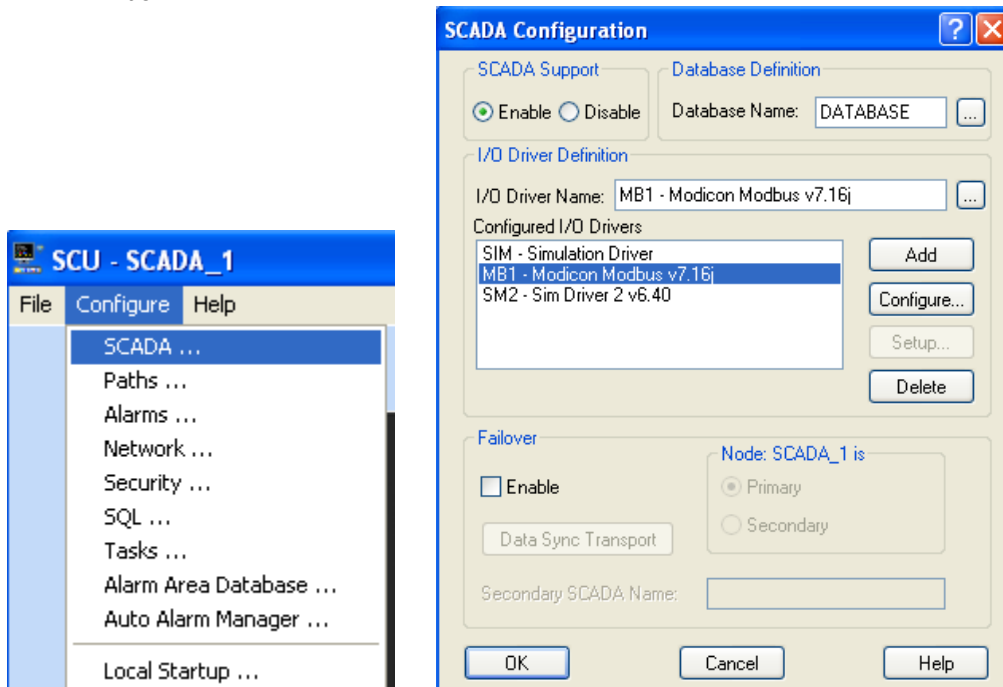 SCU - SCADA_1
File Configure Help
SCADA ...
Paths ...
Alarms ...
Network ...
Security ...
SQL ...
Tasks ...
Alarm Area Database ...
Auto Alarm Manager ...
Local Startup ...
SCADA Configuration
SCADA Support
Enable Disable
Database Definition
Database Name: DATABASE ...
I/O Driver Definition
I/O Driver Name: MB1 - Modicon Modbus v7.16j ...
Configured I/O Drivers
SIM - Simulation Driver
MB1 - Modicon Modbus v7.16j
SM2 - Sim Driver 2 v6.40
Add
Configure...
Setup...
Delete
Failover
Enable
Data Sync Transport
Node: SCADA_1 is
Primary
Secondary
Secondary SCADA Name:
OK Cancel Help